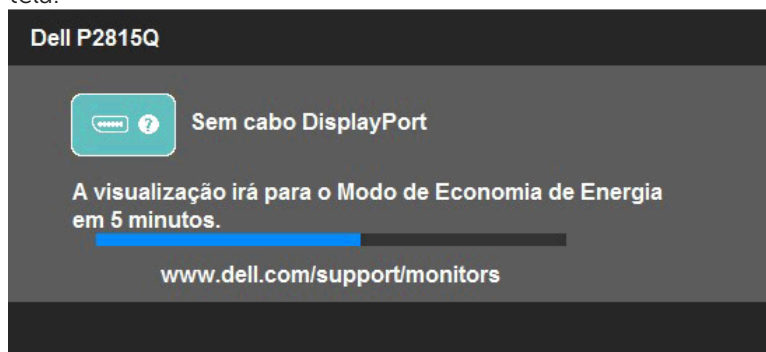 tela.
Dell P2815Q
Sem cabo DisplayPort
A visualização irá para o Modo de Economia de Energia
em 5 minutos.
www.dell.com/support/monitors